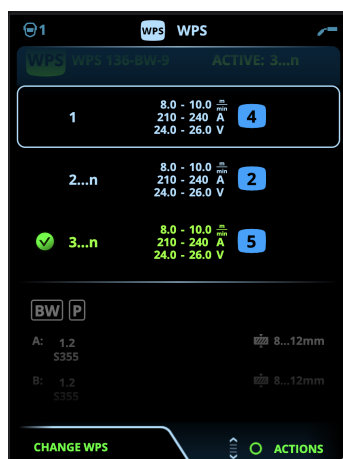 1 WPS WPS
WPS WPS 136-BW-9 ACTIVE: 3...n
8.0 - 10.0 m/min
1 210 - 240 A 4
24.0 - 26.0 V
8.0 - 10.0 m/min
2...n 210 - 240 A 2
24.0 - 26.0 V
8.0 - 10.0 m/min
3...n 210 - 240 A 5
24.0 - 26.0 V
BW P
A: 1.2 8...12mm
S355
B: 1.2 8...12mm
S355
CHANGE WPS ACTIONS